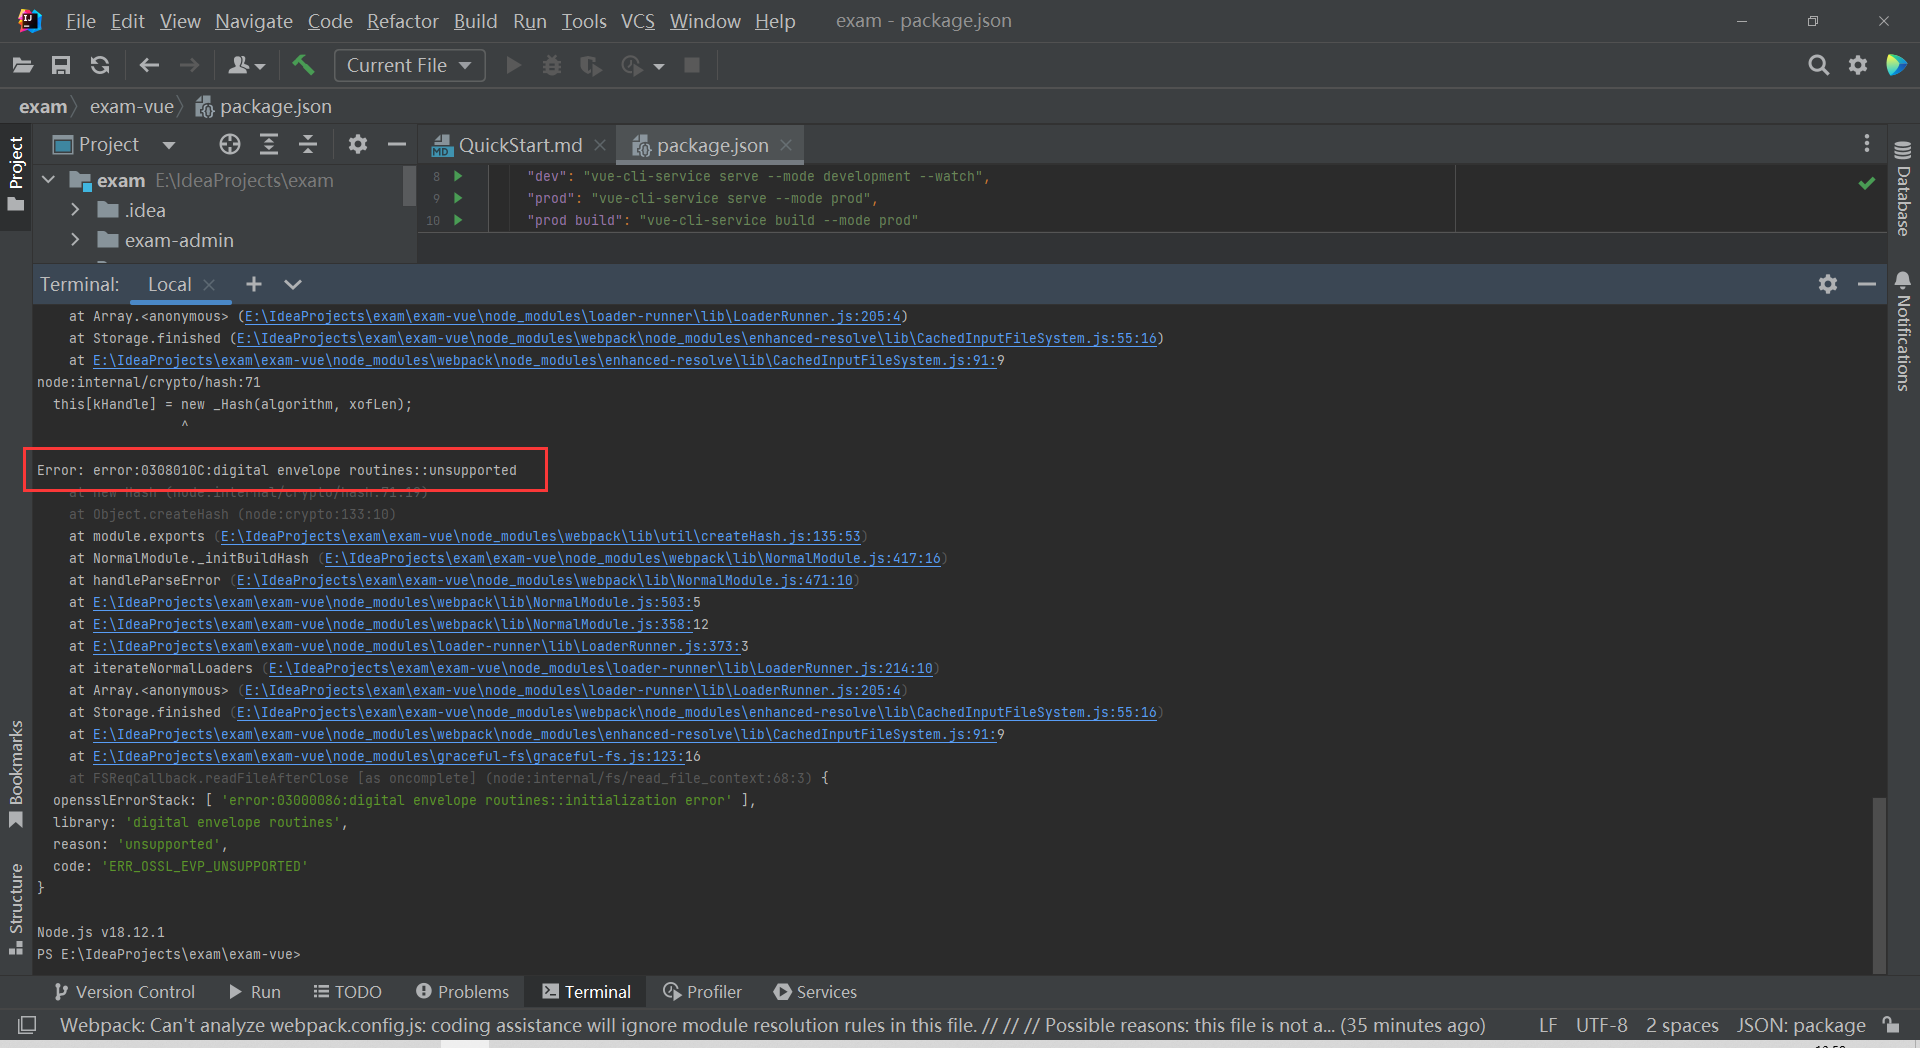 File Edit View Navigate Code Refactor Build Run Tools VCS Window Help exam - package.json
Current File
exam exam-vue package.json
Project
Project
QuickStart.md
package.json
exam E:\IdeaProjects\exam
.idea
exam-admin
8 "dev": "vue-cli-service serve --mode development --watch",
9 "prod": "vue-cli-service serve --mode prod",
10 "prod build": "vue-cli-service build --mode prod"
Database
Notifications
Terminal: Local
at Array.<anonymous> (E:\IdeaProjects\exam\exam-vue\node_modules\loader-runner\lib\LoaderRunner.js:205:4)
at Storage.finished (E:\IdeaProjects\exam\exam-vue\node_modules\webpack\node_modules\enhanced-resolve\lib\CachedInputFileSystem.js:55:16)
at E:\IdeaProjects\exam\exam-vue\node_modules\webpack\node_modules\enhanced-resolve\lib\CachedInputFileSystem.js:91:9
node:internal/crypto/hash:71
this[kHandle] = new _Hash(algorithm, xofLen);
^
Error: error:0308010C:digital envelope routines::unsupported
at new Hash (node:internal/crypto/hash:71:19)
at Object.createHash (node:crypto:133:10)
at module.exports (E:\IdeaProjects\exam\exam-vue\node_modules\webpack\lib\util\createHash.js:135:53)
at NormalModule._initBuildHash (E:\IdeaProjects\exam\exam-vue\node_modules\webpack\lib\NormalModule.js:417:16)
at handleParseError (E:\IdeaProjects\exam\exam-vue\node_modules\webpack\lib\NormalModule.js:471:10)
at E:\IdeaProjects\exam\exam-vue\node_modules\webpack\lib\NormalModule.js:503:5
at E:\IdeaProjects\exam\exam-vue\node_modules\webpack\lib\NormalModule.js:358:12
at E:\IdeaProjects\exam\exam-vue\node_modules\loader-runner\lib\LoaderRunner.js:373:3
at iterateNormalLoaders (E:\IdeaProjects\exam\exam-vue\node_modules\loader-runner\lib\LoaderRunner.js:214:10)
at Array.<anonymous> (E:\IdeaProjects\exam\exam-vue\node_modules\loader-runner\lib\LoaderRunner.js:205:4)
at Storage.finished (E:\IdeaProjects\exam\exam-vue\node_modules\webpack\node_modules\enhanced-resolve\lib\CachedInputFileSystem.js:55:16)
at E:\IdeaProjects\exam\exam-vue\node_modules\webpack\node_modules\enhanced-resolve\lib\CachedInputFileSystem.js:91:9
at E:\IdeaProjects\exam\exam-vue\node_modules\graceful-fs\graceful-fs.js:123:16
at FSReqCallback.readFileAfterClose [as oncomplete] (node:internal/fs/read_file_context:68:3) {
opensslErrorStack: [ 'error:03000086:digital envelope routines::initialization error' ],
library: 'digital envelope routines',
reason: 'unsupported',
code: 'ERR_OSSL_EVP_UNSUPPORTED'
}
Node.js v18.12.1
PS E:\IdeaProjects\exam\exam-vue>
Bookmarks
Structure
Version Control Run TODO Problems Terminal Profiler Services
Webpack: Can't analyze webpack.config.js: coding assistance will ignore module resolution rules in this file. // // // Possible reasons: this file is not a... (35 minutes ago) LF UTF-8 2 spaces JSON: package